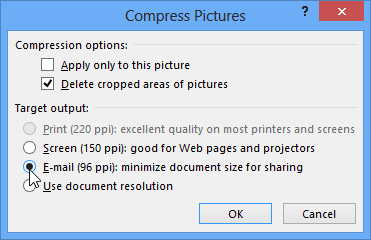 Compress Pictures
?
Compression options:
Apply only to this picture
Delete cropped areas of pictures
Target output:
Print (220 ppi): excellent quality on most printers and screens
Screen (150 ppi): good for Web pages and projectors
E-mail (96 ppi): minimize document size for sharing
Use document resolution
OK Cancel